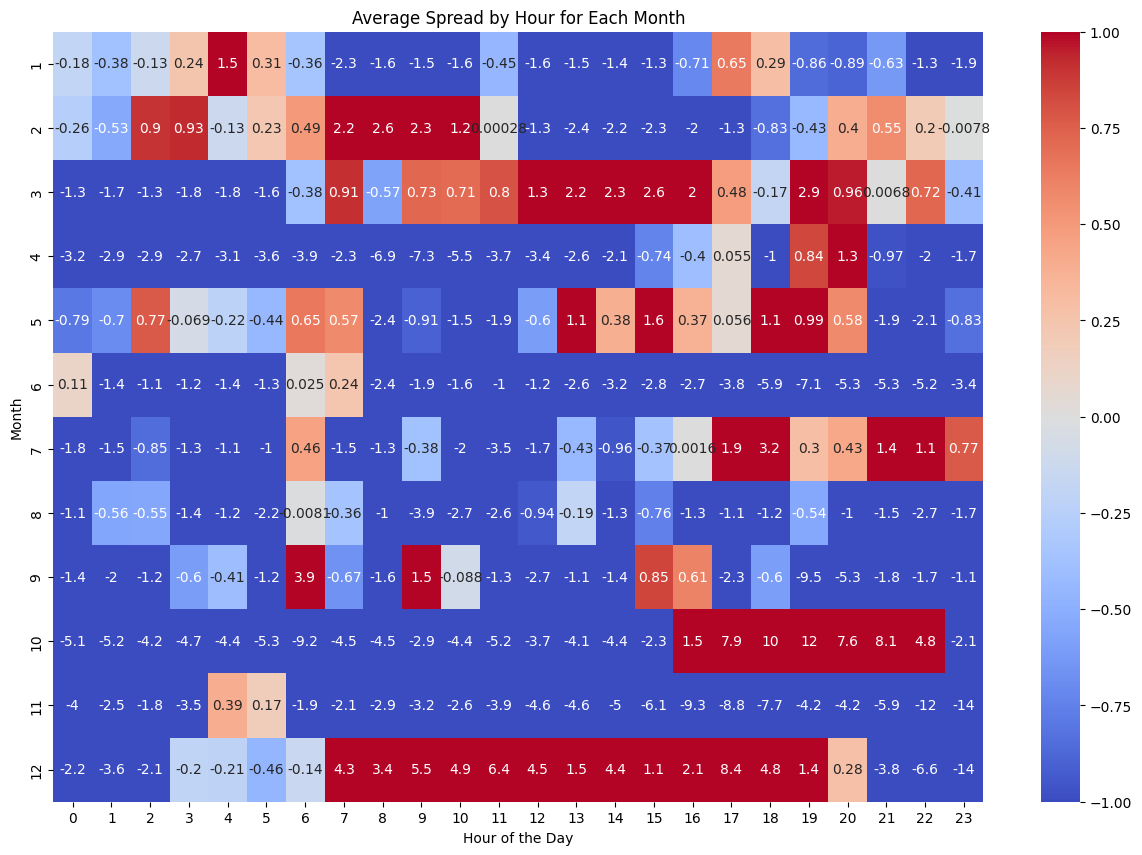 Average Spread by Hour for Each Month
1 -0.18 -0.38 -0.13 0.24 1.5 0.31 -0.36 -2.3 -1.6 -1.5 -1.6 -0.45 -1.6 -1.5 -1.4 -1.3 -0.71 0.65 0.29 -0.86 -0.89 -0.63 -1.3 -1.9
2 -0.26 -0.53 0.9 0.93 -0.13 0.23 0.49 2.2 2.6 2.3 1.2 0.00028 -1.3 -2.4 -2.2 -2.3 -2 -1.3 -0.83 -0.43 0.4 0.55 0.2 -0.0078
3 -1.3 -1.7 -1.3 -1.8 -1.8 -1.6 -0.38 0.91 -0.57 0.73 0.71 0.8 1.3 2.2 2.3 2.6 2 0.48 -0.17 2.9 0.96 0.0068 0.72 -0.41
4 -3.2 -2.9 -2.9 -2.7 -3.1 -3.6 -3.9 -2.3 -6.9 -7.3 -5.5 -3.7 -3.4 -2.6 -2.1 -0.74 -0.4 0.055 -1 0.84 1.3 -0.97 -2 -1.7
5 -0.79 -0.7 0.77 -0.069 -0.22 -0.44 0.65 0.57 -2.4 -0.91 -1.5 -1.9 -0.6 1.1 0.38 1.6 0.37 0.056 1.1 0.99 0.58 -1.9 -2.1 -0.83
6 0.11 -1.4 -1.1 -1.2 -1.4 -1.3 0.025 0.24 -2.4 -1.9 -1.6 -1 -1.2 -2.6 -3.2 -2.8 -2.7 -3.8 -5.9 -7.1 -5.3 -5.3 -5.2 -3.4
7 -1.8 -1.5 -0.85 -1.3 -1.1 -1 0.46 -1.5 -1.3 -0.38 -2 -3.5 -1.7 -0.43 -0.96 -0.37 0.0016 1.9 3.2 0.3 0.43 1.4 1.1 0.77
8 -1.1 -0.56 -0.55 -1.4 -1.2 -2.2 -0.0081 -0.36 -1 -3.9 -2.7 -2.6 -0.94 -0.19 -1.3 -0.76 -1.3 -1.1 -1.2 -0.54 -1 -1.5 -2.7 -1.7
9 -1.4 -2 -1.2 -0.6 -0.41 -1.2 3.9 -0.67 -1.6 1.5 -0.088 -1.3 -2.7 -1.1 -1.4 0.85 0.61 -2.3 -0.6 -9.5 -5.3 -1.8 -1.7 -1.1
10 -5.1 -5.2 -4.2 -4.7 -4.4 -5.3 -9.2 -4.5 -4.5 -2.9 -4.4 -5.2 -3.7 -4.1 -4.4 -2.3 1.5 7.9 10 12 7.6 8.1 4.8 -2.1
11 -4 -2.5 -1.8 -3.5 0.39 0.17 -1.9 -2.1 -2.9 -3.2 -2.6 -3.9 -4.6 -4.6 -5 -6.1 -9.3 -8.8 -7.7 -4.2 -4.2 -5.9 -12 -14
12 -2.2 -3.6 -2.1 -0.2 -0.21 -0.46 -0.14 4.3 3.4 5.5 4.9 6.4 4.5 1.5 4.4 1.1 2.1 8.4 4.8 1.4 0.28 -3.8 -6.6 -14
0 1 2 3 4 5 6 7 8 9 10 11 12 13 14 15 16 17 18 19 20 21 22 23
Hour of the Day
Month
1.00
0.75
0.50
0.25
0.00
−0.25
−0.50
−0.75
−1.00